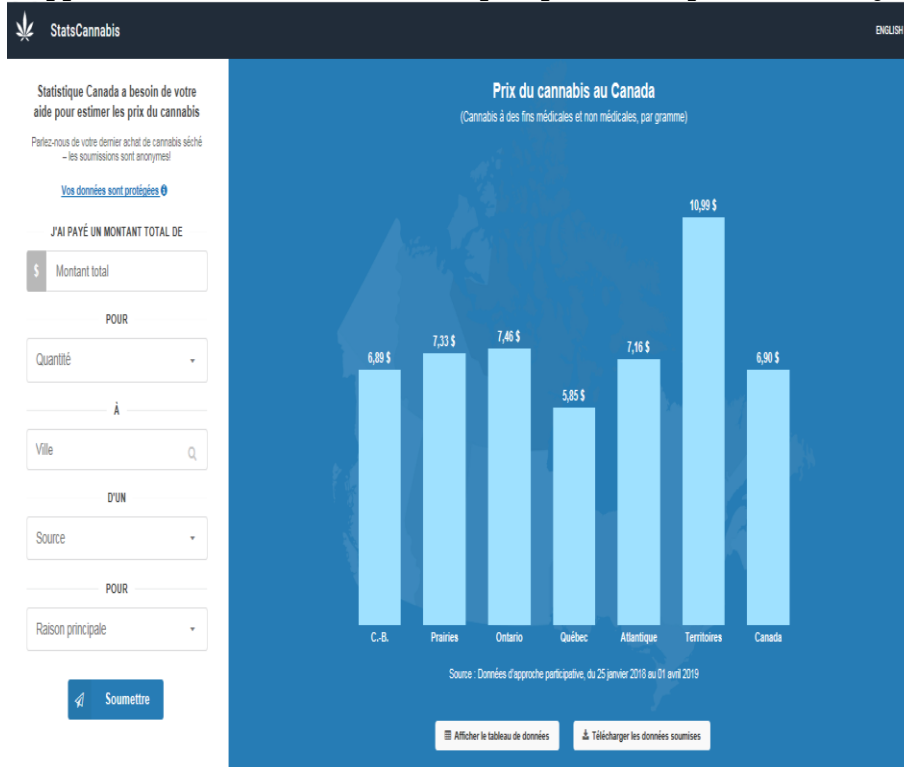 StatsCannabis
ENGLISH
Statistique Canada a besoin de votre
aide pour estimer les prix du cannabis
Parlez-nous de votre dernier achat de cannabis séché
– les soumissions sont anonymes!
Vos données sont protégées
J'AI PAYÉ UN MONTANT TOTAL DE
$ Montant total
POUR
Quantité
À
Ville
D'UN
Source
POUR
Raison principale
Soumettre
Prix du cannabis au Canada
(Cannabis à des fins médicales et non médicales, par gramme)
6,89 $
7,33 $
7,46 $
5,85 $
7,16 $
10,99 $
6,90 $
C.-B.
Prairies
Ontario
Québec
Atlantique
Territoires
Canada
Source : Données d'approche participative, du 25 janvier 2018 au 01 avril 2019
Afficher le tableau de données
Télécharger les données soumises